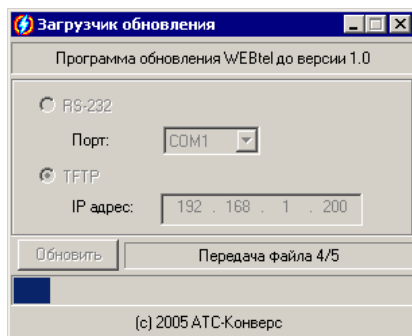 Загрузчик обновления
Программа обновления WEBtel до версии 1.0
RS-232
Порт: COM1
TFTP
IP адрес: 192 . 168 . 1 . 200
Обновить Передача файла 4/5
(c) 2005 АТС-Конверс